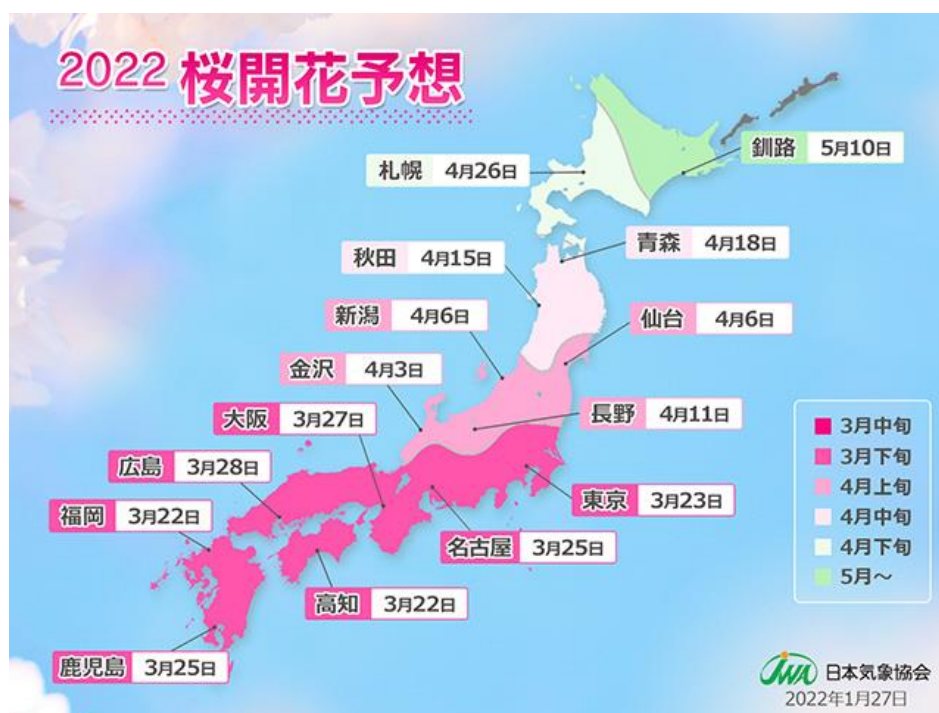 2022 桜開花予想
釧路 5月10日
札幌 4月26日
青森 4月18日
秋田 4月15日
新潟 4月6日
仙台 4月6日
金沢 4月3日
長野 4月11日
大阪 3月27日
広島 3月28日
東京 3月23日
福岡 3月22日
名古屋 3月25日
高知 3月22日
鹿児島 3月25日
3月中旬
3月下旬
4月上旬
4月中旬
4月下旬
5月〜
JWA 日本気象協会
2022年1月27日